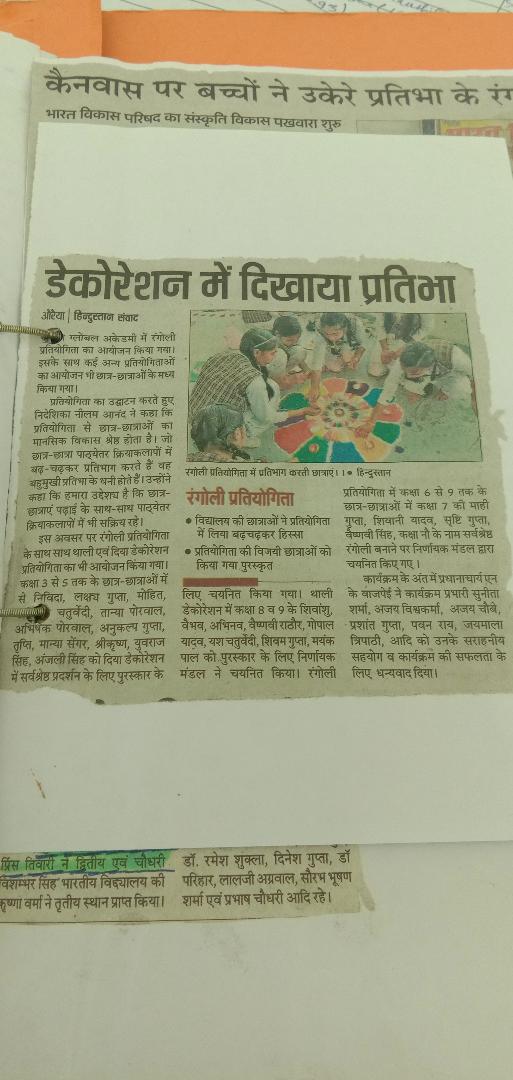 कैनवास पर बच्चों ने उकेरे प्रतिभा के
भारत विकास परिषद का संस्कृति विकास पखवारा शुरू
डेकोरेशन में दिखाया प्रतिभा
औरैया | हिन्दुस्तान संवाद
ग्लोबल अकेडमी में रंगोली
प्रतियोगिता का आयोजन किया गया।
इसके साथ कई अन्य प्रतियोगिताओं
का आयोजन भी छात्र-छात्राओं के मध्य
किया गया।
प्रतियोगिता का उद्घाटन करते हुए
निदेशिका नीलम आनंद ने कहा कि
प्रतियोगिता से छात्र-छात्राओं का
मानसिक विकास श्रेष्ठ होता है। जो
छात्र-छात्रा पाठ्येतर क्रियाकलापों में
बढ़-चढ़कर प्रतिभाग करते हैं वह
बहुमुखी प्रतिभा के धनी होते हैं। उन्होंने
कहा कि हमारा उद्देश्य है कि छात्र-
छात्राएं पढ़ाई के साथ-साथ पाठ्येतर
क्रियाकलापों में भी सक्रिय रहे।
इस अवसर पर रंगोली प्रतियोगिता
के साथ साथ थाली एवं दिया डेकोरेशन
प्रतियोगिता का भी आयोजन किया गया।
कक्षा 3 से 5 तक के छात्र-छात्राओं में
से निविदा, लक्ष्य गुप्ता, मोहित,
चतुर्वेदी, तान्या पोरवाल,
अभिषेक पोरवाल, अनुकल्प गुप्ता,
तृप्ति, मान्या सेंगर, श्रीकृष्ण, युवराज
सिंह, अंजली सिंह को दिया डेकोरेशन
में सर्वश्रेष्ठ प्रदर्शन के लिए पुरस्कार के
रंगोली प्रतियोगिता में प्रतिभाग करती छात्राएं।। • हिन्दुस्तान
रंगोली प्रतियोगिता
• विद्यालय की छात्राओं ने प्रतियोगिता
में लिया बढ़चढ़कर हिस्सा
• प्रतियोगिता की विजयी छात्राओं को
किया गया पुरस्कृत
लिए चयनित किया गया। थाली
डेकोरेशन में कक्षा 8 व 9 के शिवांशु,
वैभव, अभिनव, वैष्णवी राठौर, गोपाल
यादव, यश चतुर्वेदी, शिवम गुप्ता, मयंक
पाल को पुरस्कार के लिए निर्णायक
मंडल ने चयनित किया। रंगोली
प्रतियोगिता में कक्षा 6 से 9 तक के
छात्र-छात्राओं में कक्षा 7 की माही
गुप्ता, शिवानी यादव, सृष्टि गुप्ता,
वैष्णवी सिंह, कक्षा नौ के नाम सर्वश्रेष्ठ
रंगोली बनाने पर निर्णायक मंडल द्वारा
चयनित किए गए।
कार्यक्रम के अंत में प्रधानाचार्य एन
के वाजपेई ने कार्यक्रम प्रभारी सुनीता
शर्मा, अजय विश्वकर्मा, अजय चौबे,
प्रशांत गुप्ता, पवन राय, जयमाला
त्रिपाठी, आदि को उनके सराहनीय
सहयोग व कार्यक्रम की सफलता के
लिए धन्यवाद दिया।
प्रिंस तिवारी ने द्वितीय एवं चौधरी
विशम्भर सिंह भारतीय विद्यालय की
कृष्णा वर्मा ने तृतीय स्थान प्राप्त किया।
डॉ. रमेश शुक्ला, दिनेश गुप्ता, डॉ
परिहार, लालजी अग्रवाल, सौरभ भूषण
शर्मा एवं प्रभाष चौधरी आदि रहे।